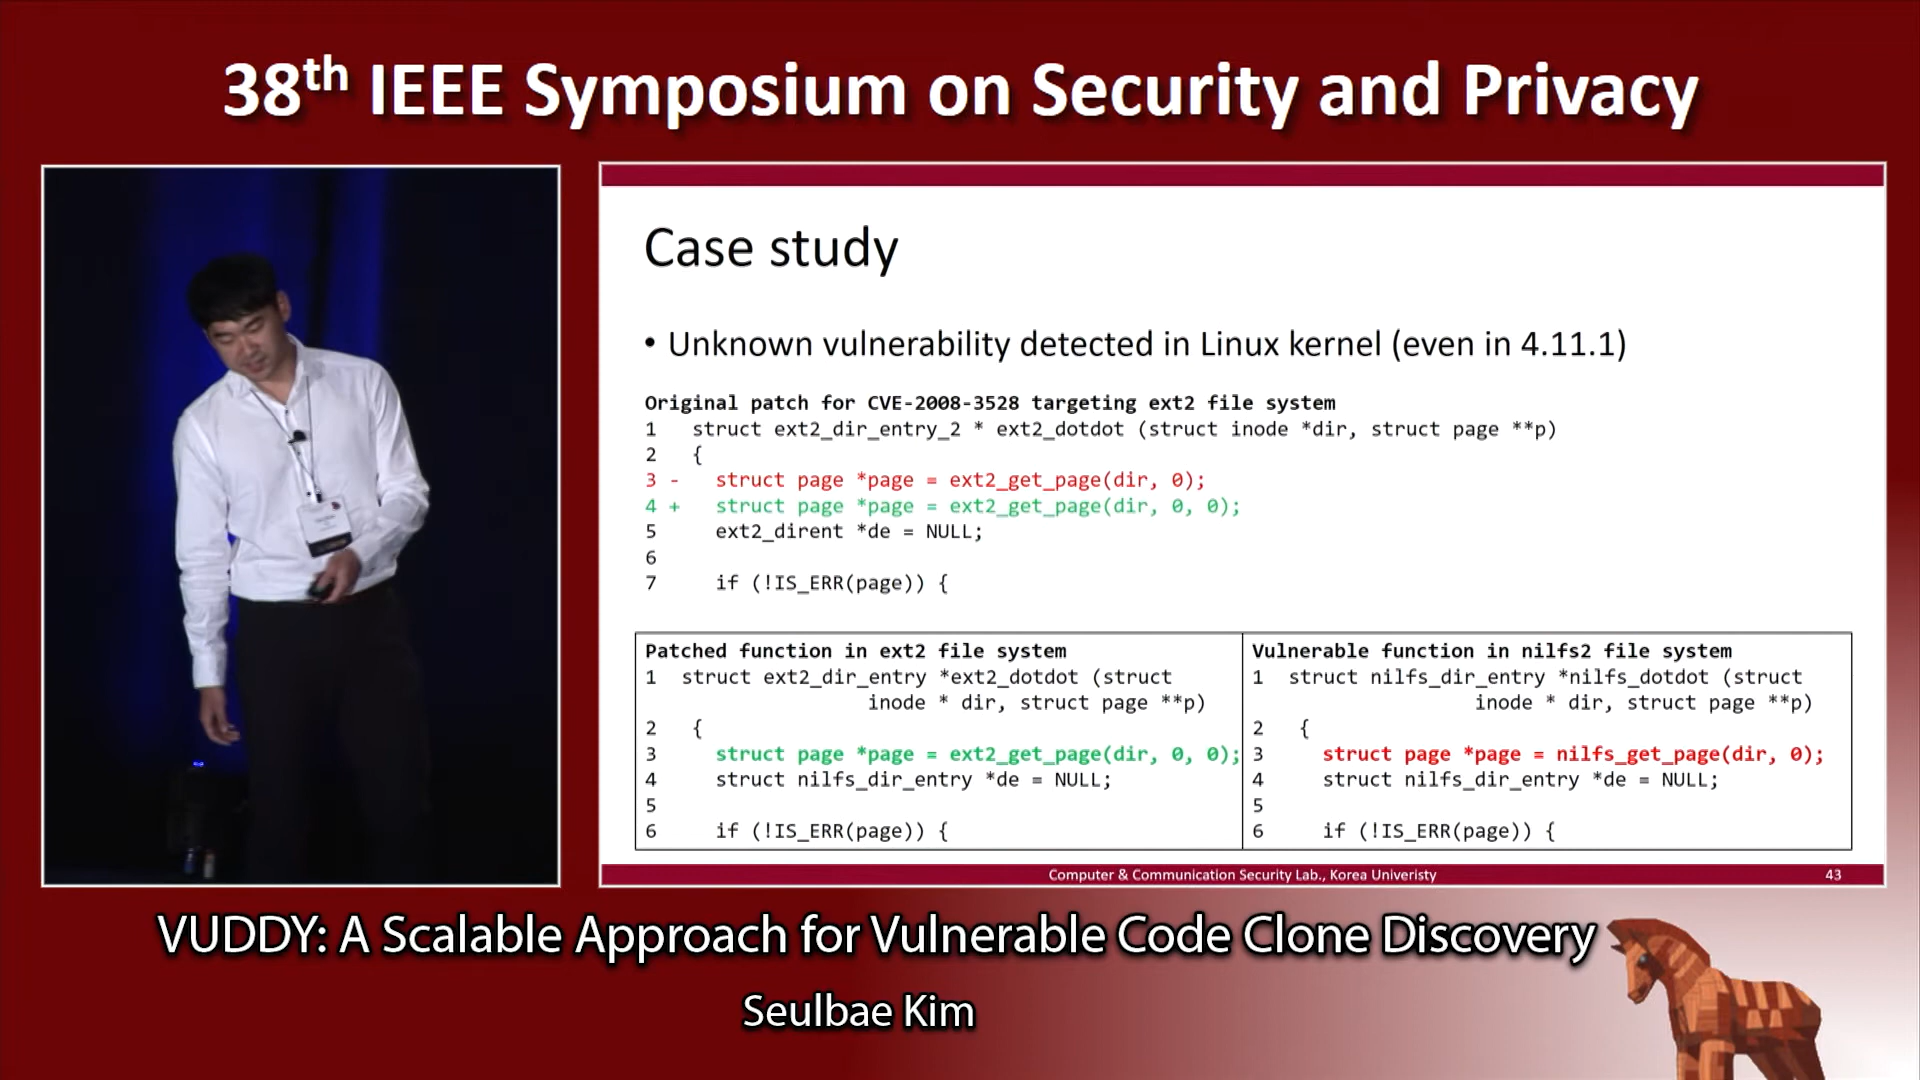 38th IEEE Symposium on Security and Privacy
Case study
• Unknown vulnerability detected in Linux kernel (even in 4.11.1)
Original patch for CVE-2008-3528 targeting ext2 file system
1 struct ext2_dir_entry_2 * ext2_dotdot (struct inode *dir, struct page **p)
2 {
3 - struct page *page = ext2_get_page(dir, 0);
4 + struct page *page = ext2_get_page(dir, 0, 0);
5 ext2_dirent *de = NULL;
6
7 if (!IS_ERR(page)) {
Patched function in ext2 file system
1 struct ext2_dir_entry *ext2_dotdot (struct
inode * dir, struct page **p)
2 {
3 struct page *page = ext2_get_page(dir, 0, 0);
4 struct nilfs_dir_entry *de = NULL;
5
6 if (!IS_ERR(page)) {
Vulnerable function in nilfs2 file system
1 struct nilfs_dir_entry *nilfs_dotdot (struct
inode * dir, struct page **p)
2 {
3 struct page *page = nilfs_get_page(dir, 0);
4 struct nilfs_dir_entry *de = NULL;
5
6 if (!IS_ERR(page)) {
Computer & Communication Security Lab., Korea Univeristy 43
VUDDY: A Scalable Approach for Vulnerable Code Clone Discovery
Seulbae Kim